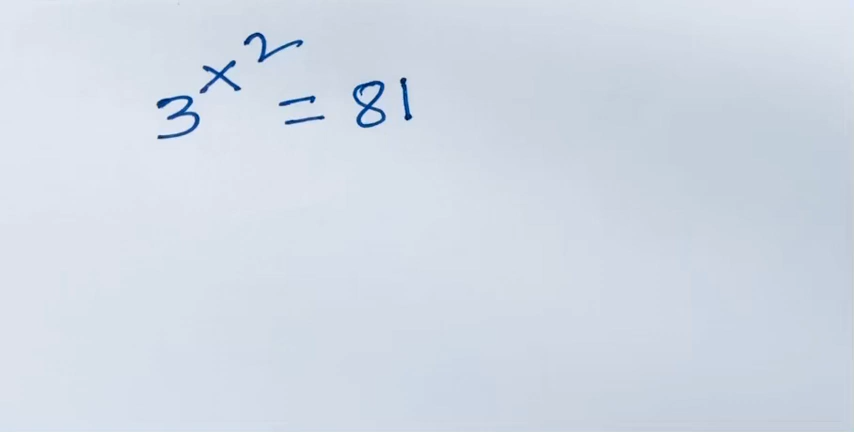 3^x^2 = 81